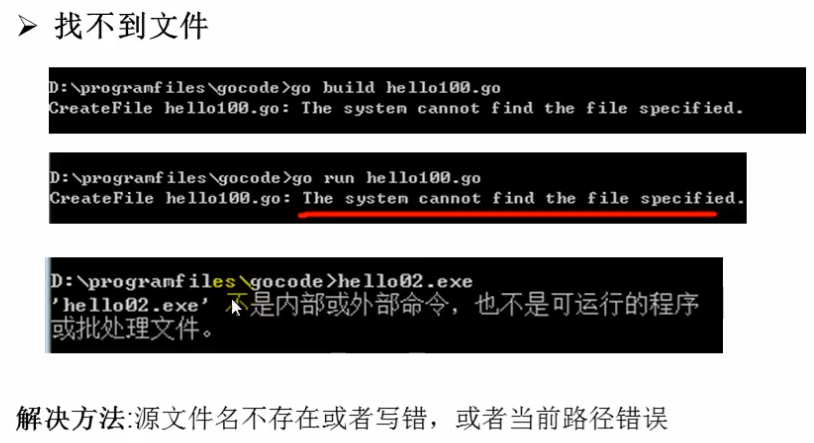 ➢ 找不到文件
D:\programfiles\gocode>go build hello100.go
CreateFile hello100.go: The system cannot find the file specified.
D:\programfiles\gocode>go run hello100.go
CreateFile hello100.go: The system cannot find the file specified.
D:\programfiles\gocode>hello02.exe
'hello02.exe' 不是内部或外部命令，也不是可运行的程序
或批处理文件。
解决方法:源文件名不存在或者写错，或者当前路径错误